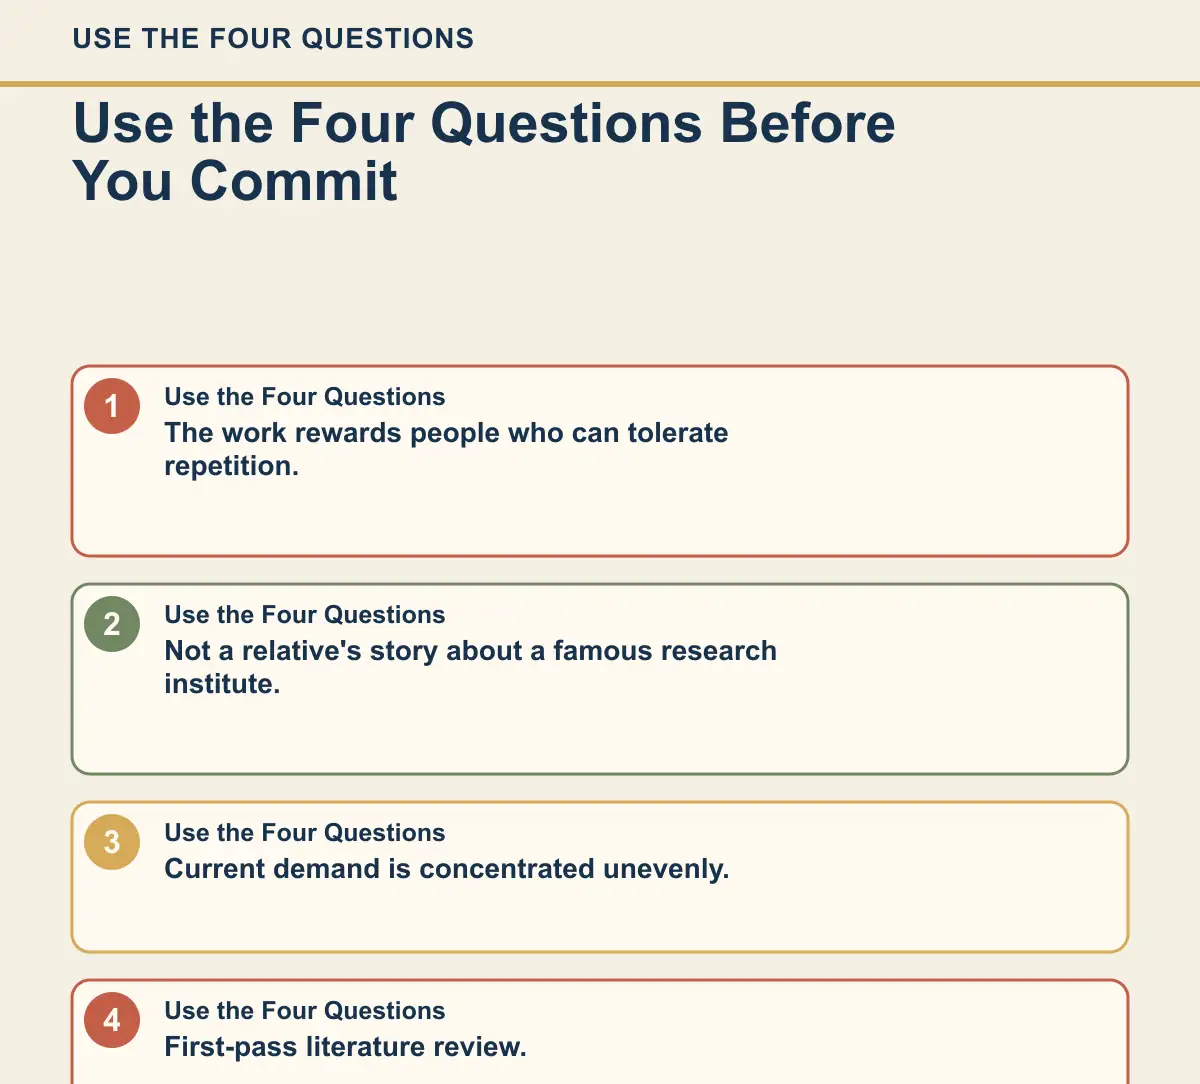 USE THE FOUR QUESTIONS
Use the Four Questions Before
You Commit
1
Use the Four Questions
The work rewards people who can tolerate
repetition.
2
Use the Four Questions
Not a relative's story about a famous research
institute.
3
Use the Four Questions
Current demand is concentrated unevenly.
4
Use the Four Questions
First-pass literature review.